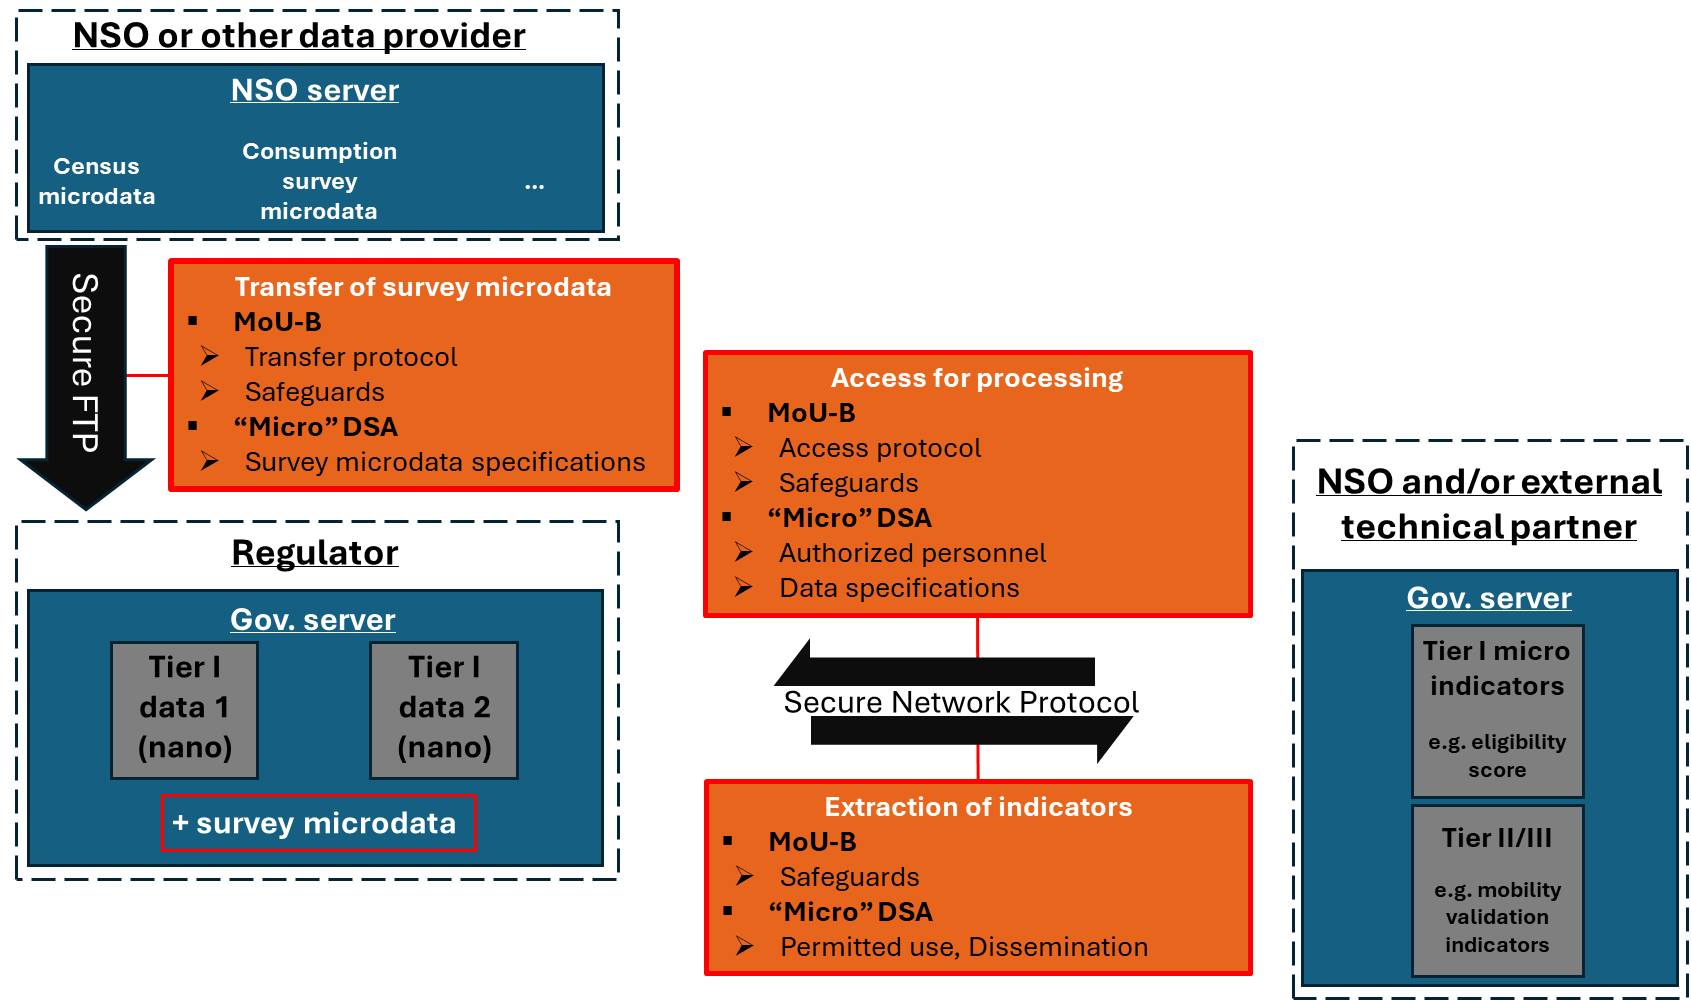 NSO or other data provider
NSO server
Census
microdata
Consumption
survey
microdata
...
Secure FTP
Transfer of survey microdata
▪ MoU-B
➢ Transfer protocol
➢ Safeguards
▪ “Micro” DSA
➢ Survey microdata specifications
Regulator
Gov. server
Tier I
data 1
(nano)
Tier I
data 2
(nano)
+ survey microdata
Access for processing
▪ MoU-B
➢ Access protocol
➢ Safeguards
▪ “Micro” DSA
➢ Authorized personnel
➢ Data specifications
Secure Network Protocol
Extraction of indicators
▪ MoU-B
➢ Safeguards
▪ “Micro” DSA
➢ Permitted use, Dissemination
NSO and/or external
technical partner
Gov. server
Tier I micro
indicators
e.g. eligibility
score
Tier II/III
e.g. mobility
validation
indicators